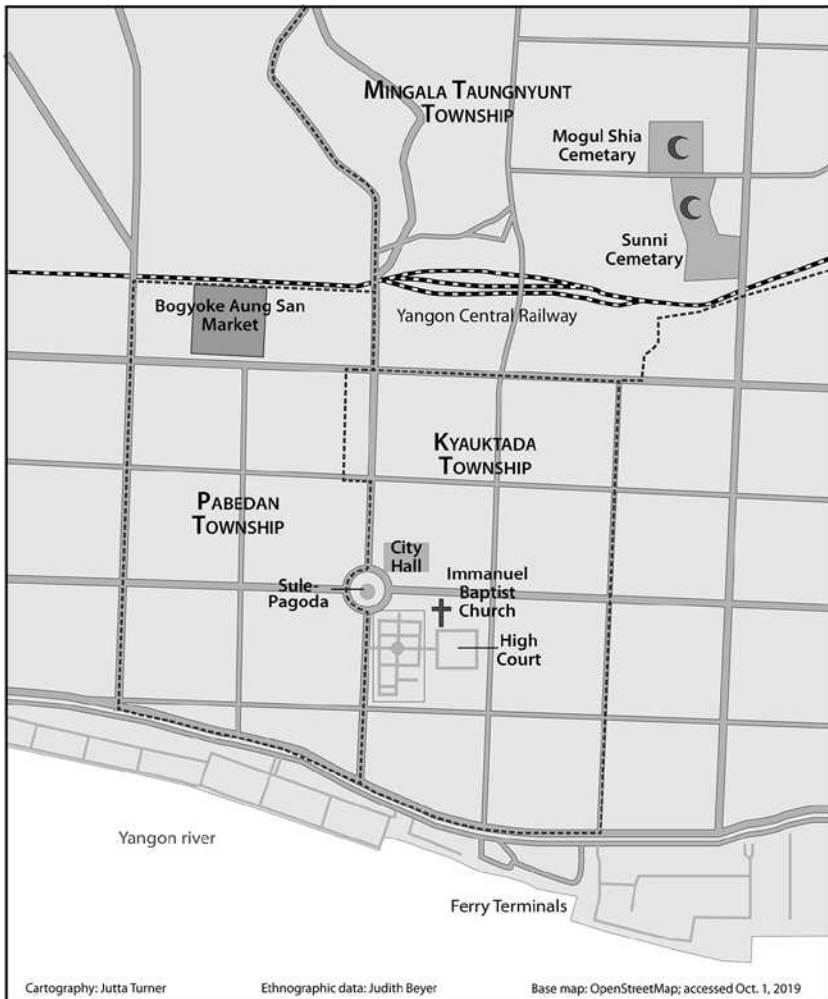 MINGALA TAUNGNYUNT
TOWNSHIP
Mogul Shia
Cemetary
Sunni
Cemetary
Bogyoke Aung San
Market
Yangon Central Railway
KYAUKTADA
TOWNSHIP
PABEDAN
TOWNSHIP
City
Hall
Sule-
Pagoda
Immanuel
Baptist
Church
High
Court
Yangon river
Ferry Terminals
Cartography: Jutta Turner
Ethnographic data: Judith Beyer
Base map: OpenStreetMap; accessed Oct. 1, 2019